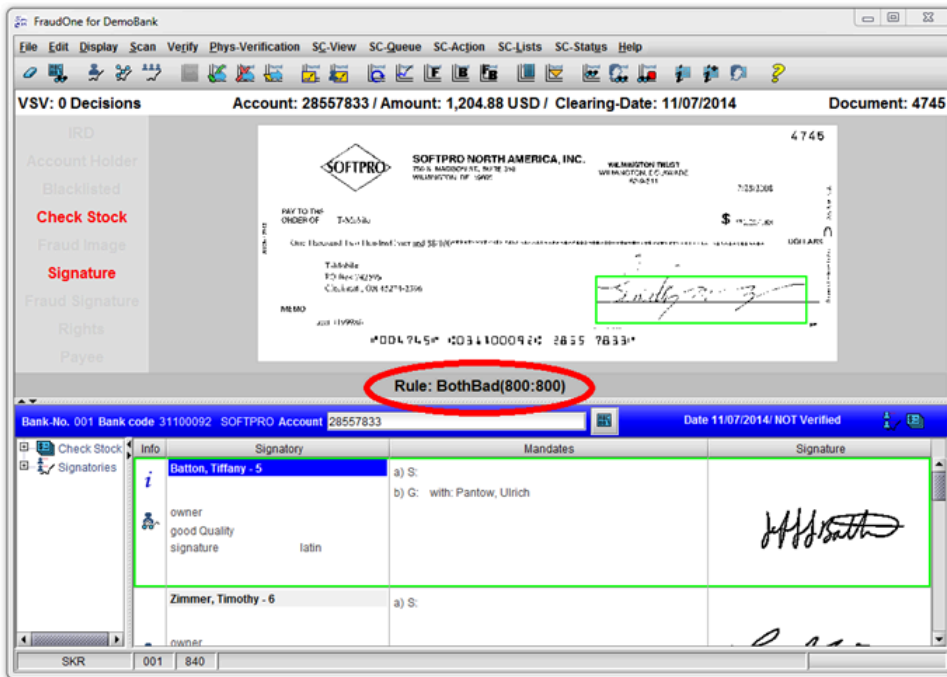 FraudOne for DemoBank
File Edit Display Scan Verify Phys-Verification SC-View SC-Queue SC-Action SC-Lists SC-Status Help
VSV: 0 Decisions Account: 28557833 / Amount: 1,204.88 USD / Clearing-Date: 11/07/2014 Document: 4745
IRD
Account Holder
Blacklisted
Check Stock
Fraud Image
Signature
Fraud Signature
Rights
Payee
4745
SOFTPRO
SOFTPRO NORTH AMERICA, INC.
WILMINGTON TRUST
PAY TO THE
ORDER OF T-Mobile
$
DOLLARS
T-Mobile
MEMO
Rule: BothBad(800:800)
Bank-No. 001 Bank code 31100092 SOFTPRO Account 28557833 Date 11/07/2014/ NOT Verified
Check Stock
Signatories
Info Signatory Mandates Signature
Batton, Tiffany - 5
a) S:
b) G: with: Pantow, Ulrich
owner
good Quality
signature latin
Zimmer, Timothy - 6
a) S:
owner
SKR 001 840